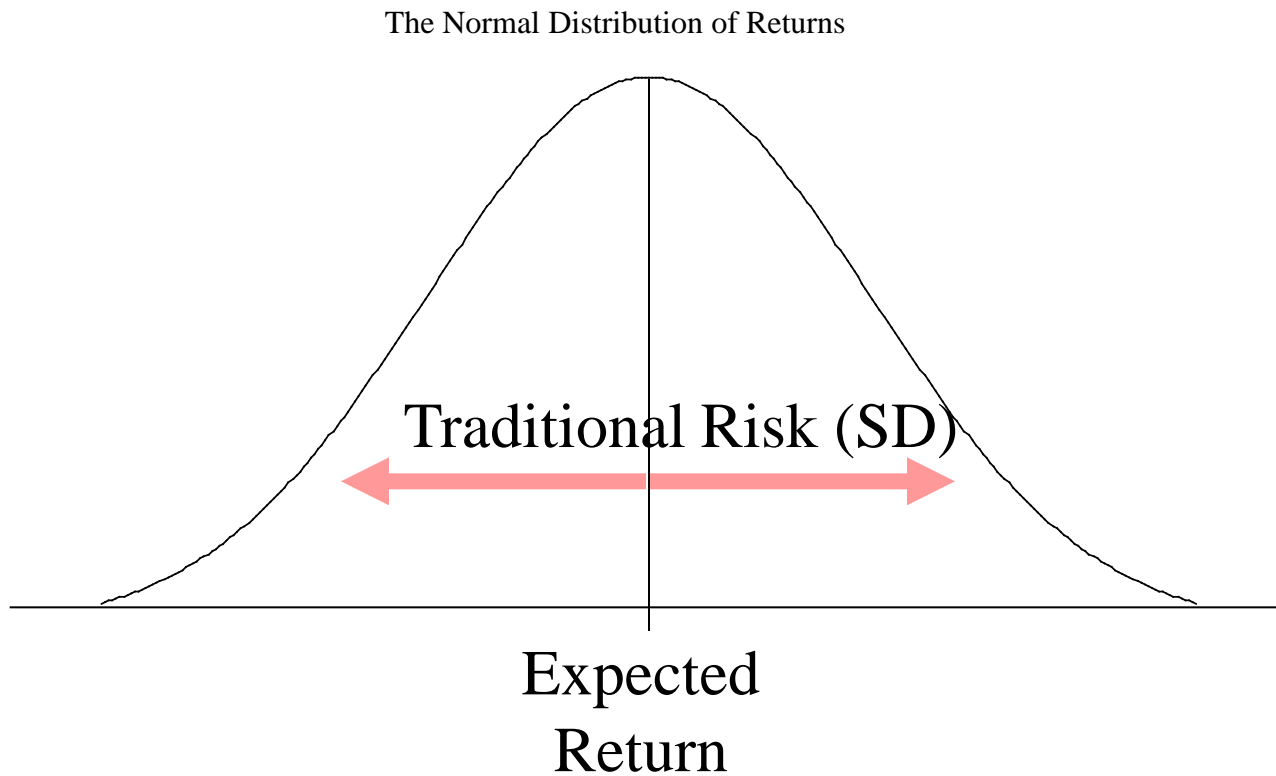 The Normal Distribution of Returns
Traditional Risk (SD)
Expected
Return